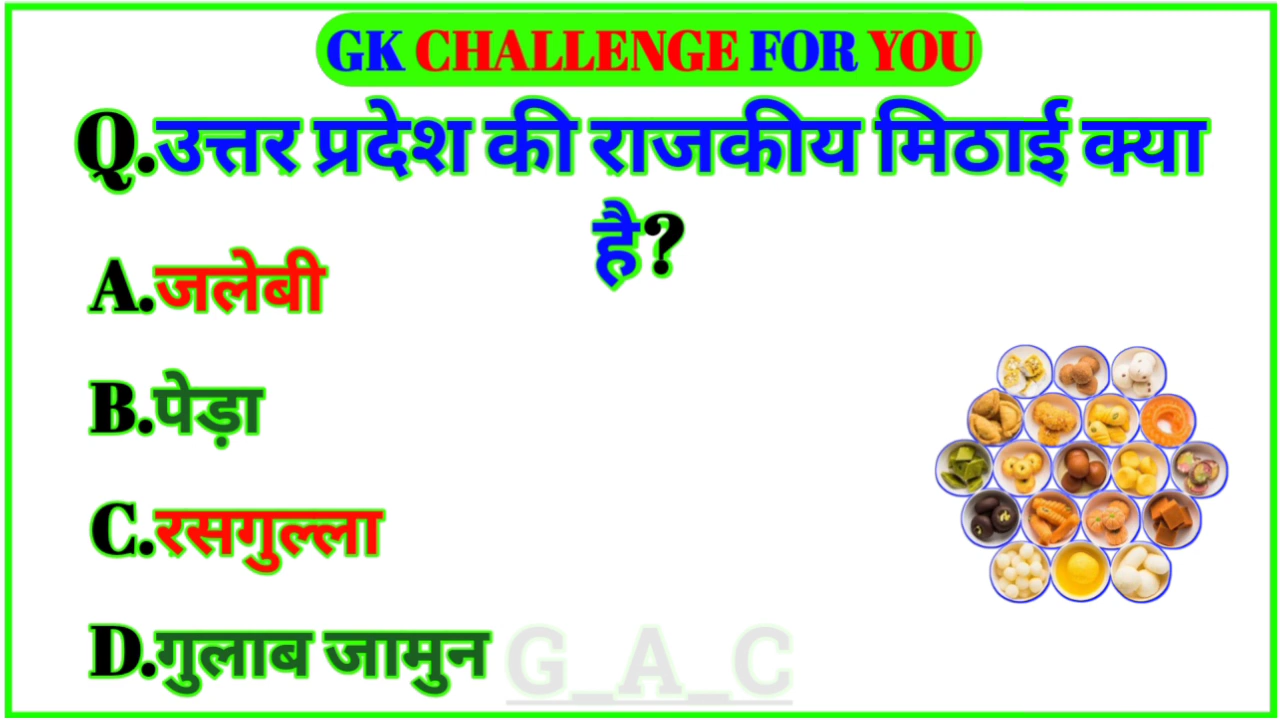 GK CHALLENGE FOR YOU
Q.उत्तर प्रदेश की राजकीय मिठाई क्या
है?
A.जलेबी
B.पेड़ा
C.रसगुल्ला
D.गुलाब जामुन
G_A_C